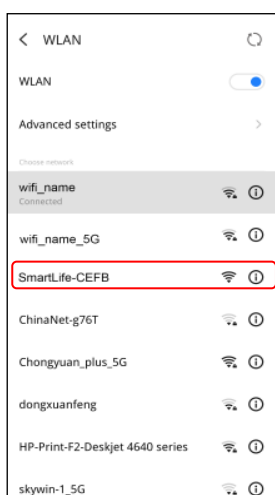 WLAN
WLAN
Advanced settings
Choose network
wifi_name
Connected
wifi_name_5G
SmartLife-CEFB
ChinaNet-g76T
Chongyuan_plus_5G
dongxuanfeng
HP-Print-F2-Deskjet 4640 series
skywin-1_5G